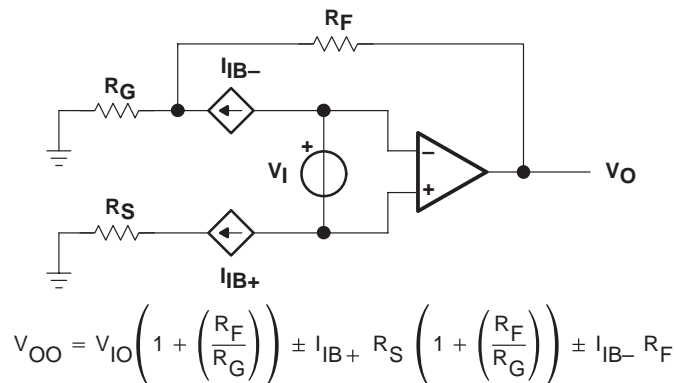 RF
IIB–
RG
+
VI
–
+
VO
RS
IIB+
VOO = VIO(1 + (RF/RG)) ± IIB+ RS (1 + (RF/RG)) ± IIB– RF